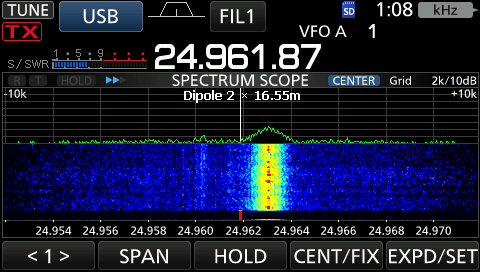 TUNE USB FIL1 SD 1:08 kHz
TX VFO A 1
S/SWR 1 5 9 24.961.87
R T HOLD SPECTRUM SCOPE CENTER Grid 2k/10dB
-10k Dipole 2 × 16.55m +10k
24.954 24.956 24.958 24.960 24.962 24.964 24.966 24.968 24.970
< 1 > SPAN HOLD CENT/FIX EXPD/SET